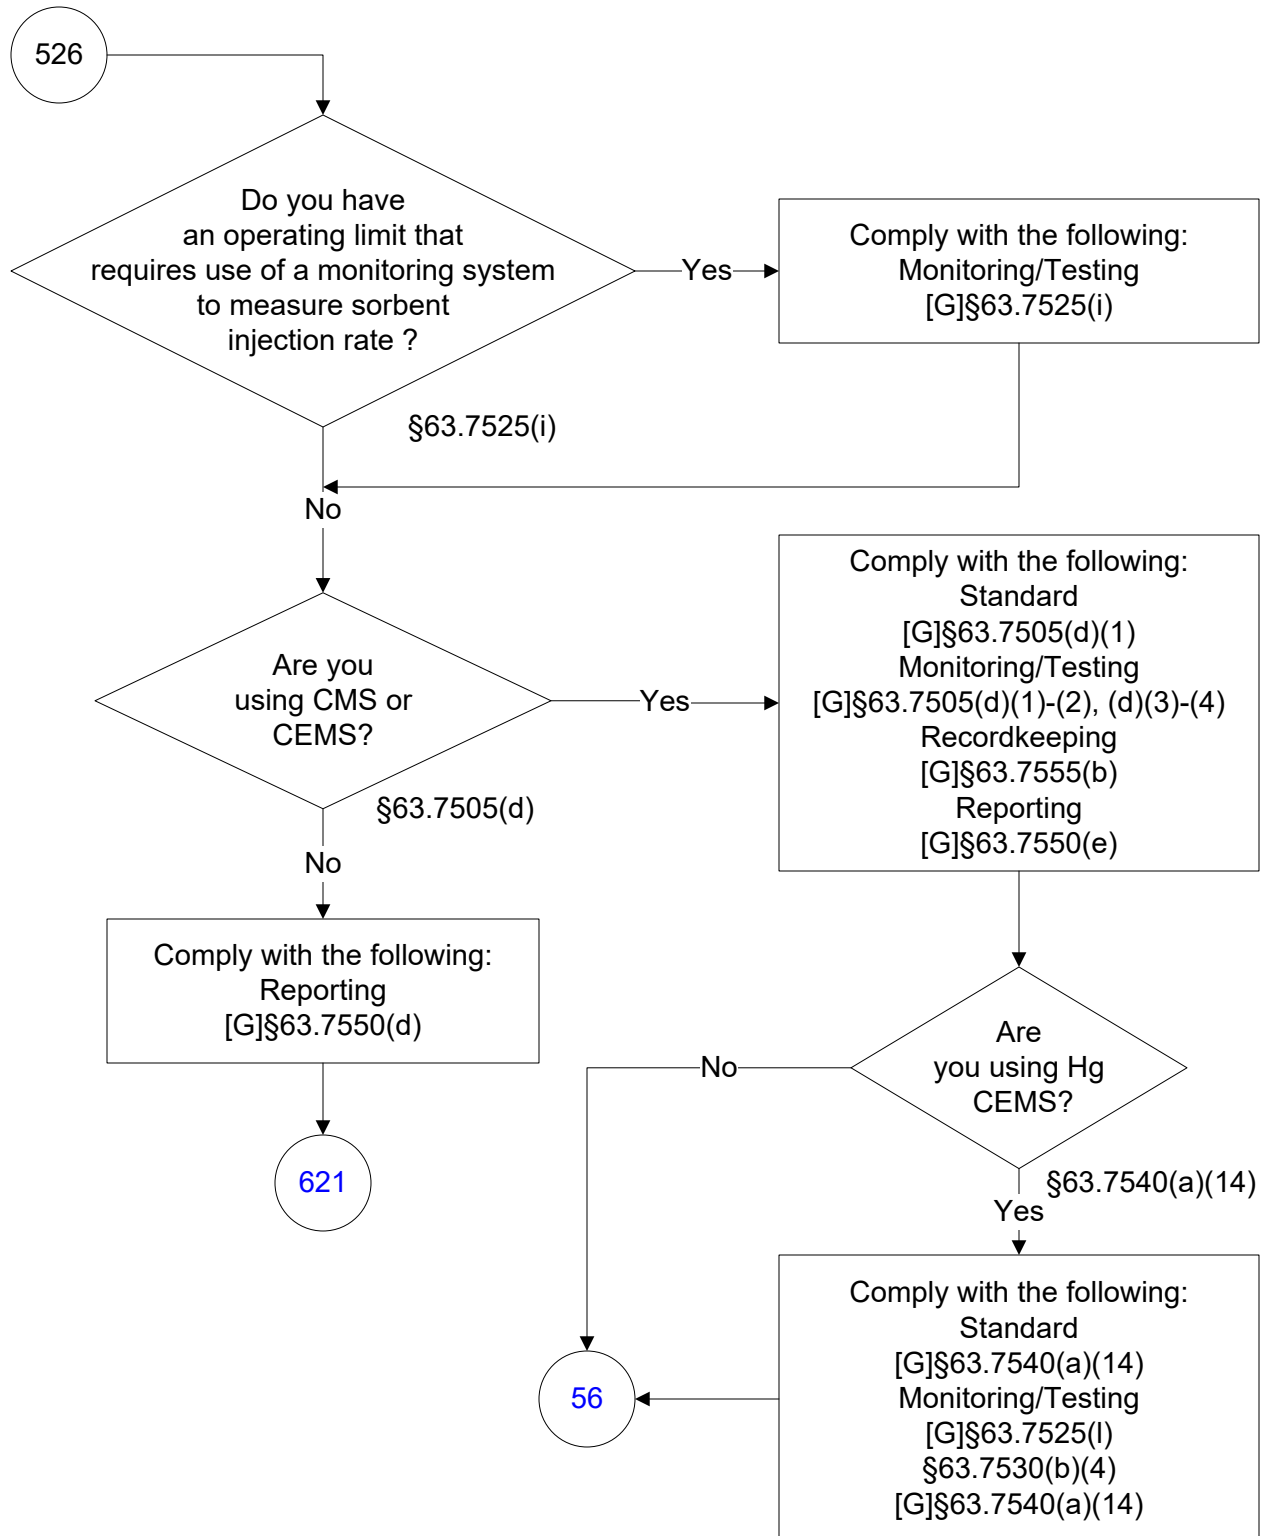 526
Do you have
an operating limit that
requires use of a monitoring system
to measure sorbent
injection rate ?
Yes
Comply with the following:
Monitoring/Testing
[G]§63.7525(i)
§63.7525(i)
No
Are you
using CMS or
CEMS?
Yes
Comply with the following:
Standard
[G]§63.7505(d)(1)
Monitoring/Testing
[G]§63.7505(d)(1)-(2), (d)(3)-(4)
Recordkeeping
[G]§63.7555(b)
Reporting
[G]§63.7550(e)
§63.7505(d)
No
Comply with the following:
Reporting
[G]§63.7550(d)
621
Are
you using Hg
CEMS?
No
§63.7540(a)(14)
Yes
Comply with the following:
Standard
[G]§63.7540(a)(14)
Monitoring/Testing
[G]§63.7525(l)
§63.7530(b)(4)
[G]§63.7540(a)(14)
56